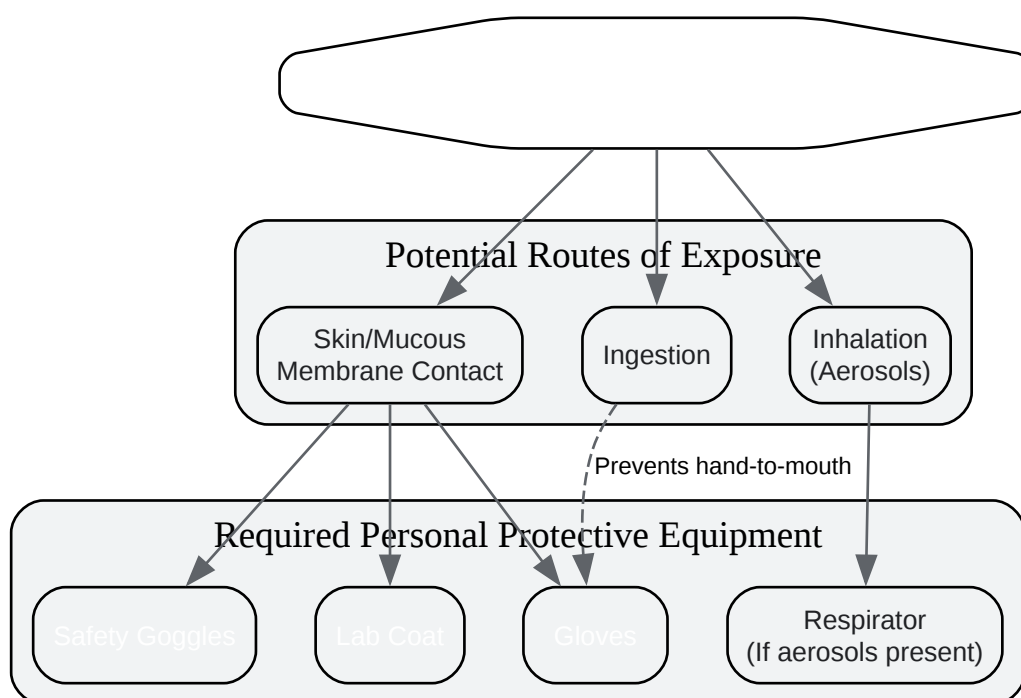 Potential Routes of Exposure
Skin/Mucous
Membrane Contact
Ingestion
Inhalation
(Aerosols)
Prevents hand-to-mouth
Required Personal Protective Equipment
Safety Goggles
Lab Coat
Gloves
Respirator
(If aerosols present)